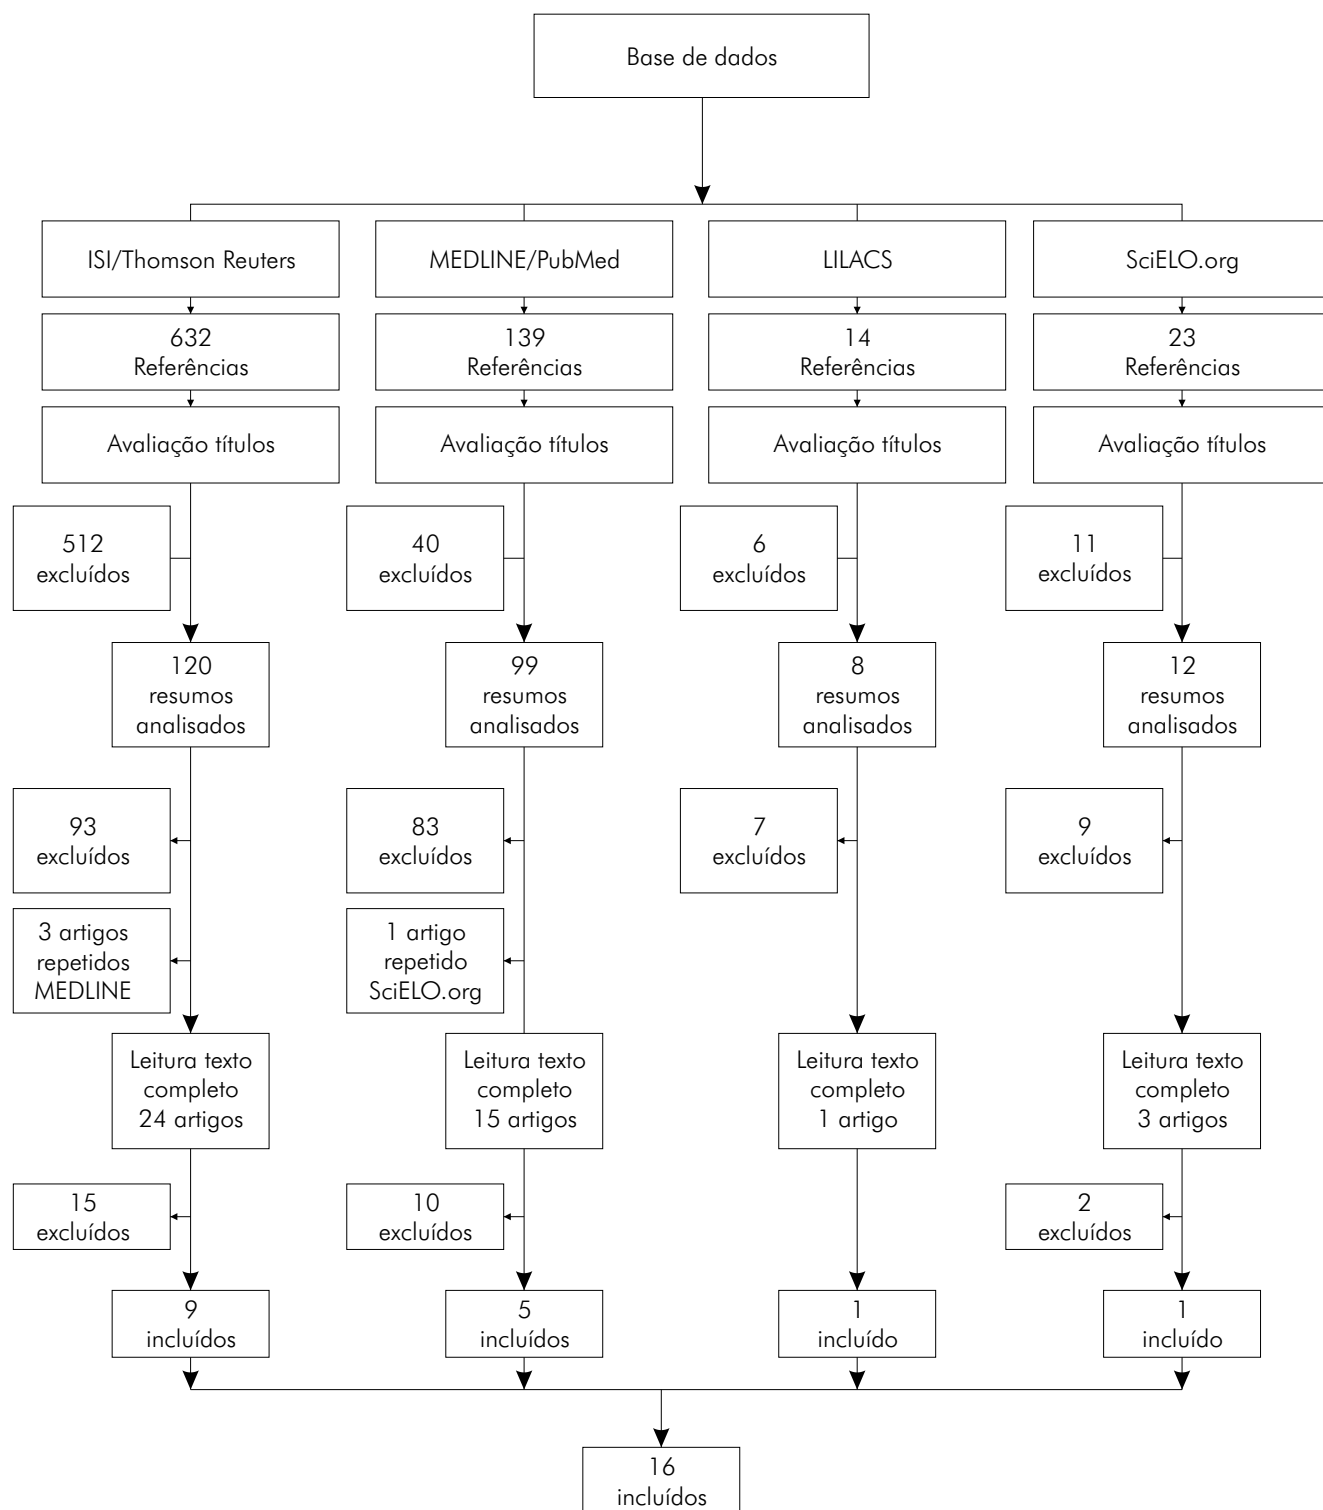 Base de dados
ISI/Thomson Reuters
MEDLINE/PubMed
LILACS
SciELO.org
632
Referências
139
Referências
14
Referências
23
Referências
Avaliação títulos
Avaliação títulos
Avaliação títulos
Avaliação títulos
512
excluídos
40
excluídos
6
excluídos
11
excluídos
120
resumos
analisados
99
resumos
analisados
8
resumos
analisados
12
resumos
analisados
93
excluídos
83
excluídos
7
excluídos
9
excluídos
3 artigos
repetidos
MEDLINE
1 artigo
repetido
SciELO.org
Leitura texto
completo
24 artigos
Leitura texto
completo
15 artigos
Leitura texto
completo
1 artigo
Leitura texto
completo
3 artigos
15
excluídos
10
excluídos
2
excluídos
9
incluídos
5
incluídos
1
incluído
1
incluído
16
incluídos